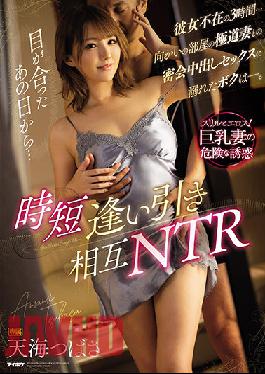 彼女不在の3時間…
向かいの部屋の極道妻との
密会中出しセックスに
溺れたボクは…。
目が合った
あの日から…
スリルとエロス!
巨乳妻の
危険な誘惑
時短逢い引き
相互NTR
天海つばさ